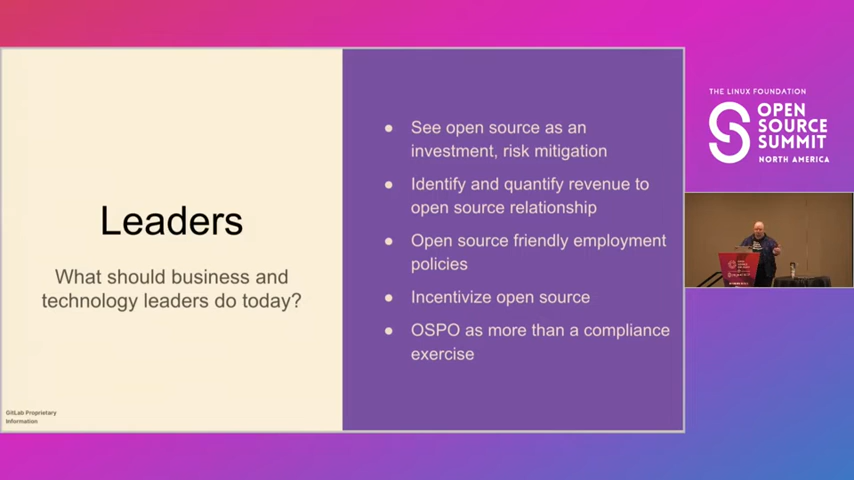 Leaders
What should business and
technology leaders do today?
GitLab Proprietary
Information
● See open source as an
investment, risk mitigation
● Identify and quantify revenue to
open source relationship
● Open source friendly employment
policies
● Incentivize open source
● OSPO as more than a compliance
exercise
THE LINUX FOUNDATION
OPEN
SOURCE
SUMMIT
NORTH AMERICA